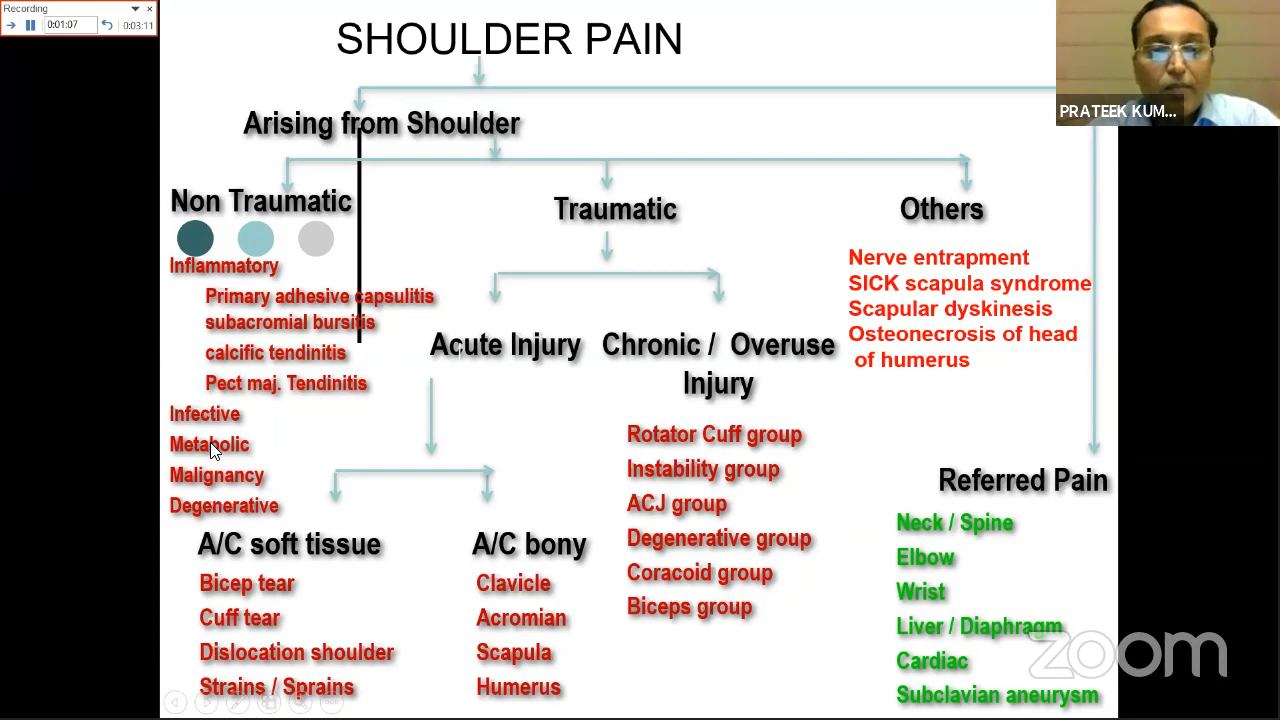 Recording
0:01:07
0:03:11
SHOULDER PAIN
PRATEEK KUM...
Arising from Shoulder
Non Traumatic
Inflammatory
Primary adhesive capsulitis
subacromial bursitis
calcific tendinitis
Pect maj. Tendinitis
Infective
Metabolic
Malignancy
Degenerative
Traumatic
Acute Injury
A/C soft tissue
Bicep tear
Cuff tear
Dislocation shoulder
Strains / Sprains
A/C bony
Clavicle
Acromian
Scapula
Humerus
Chronic / Overuse
Injury
Rotator Cuff group
Instability group
ACJ group
Degenerative group
Coracoid group
Biceps group
Others
Nerve entrapment
SICK scapula syndrome
Scapular dyskinesis
Osteonecrosis of head
of humerus
Referred Pain
Neck / Spine
Elbow
Wrist
Liver / Diaphragm
Cardiac
Subclavian aneurysm
zoom